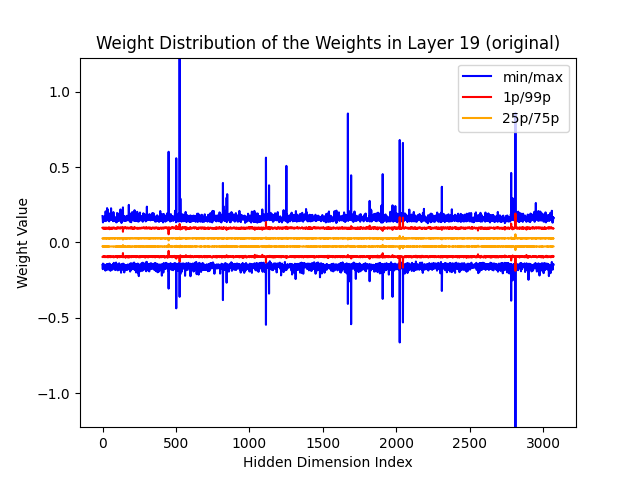 Weight Distribution of the Weights in Layer 19 (original)
min/max
1p/99p
25p/75p
1.0
0.5
0.0
−0.5
−1.0
Weight Value
0 500 1000 1500 2000 2500 3000
Hidden Dimension Index